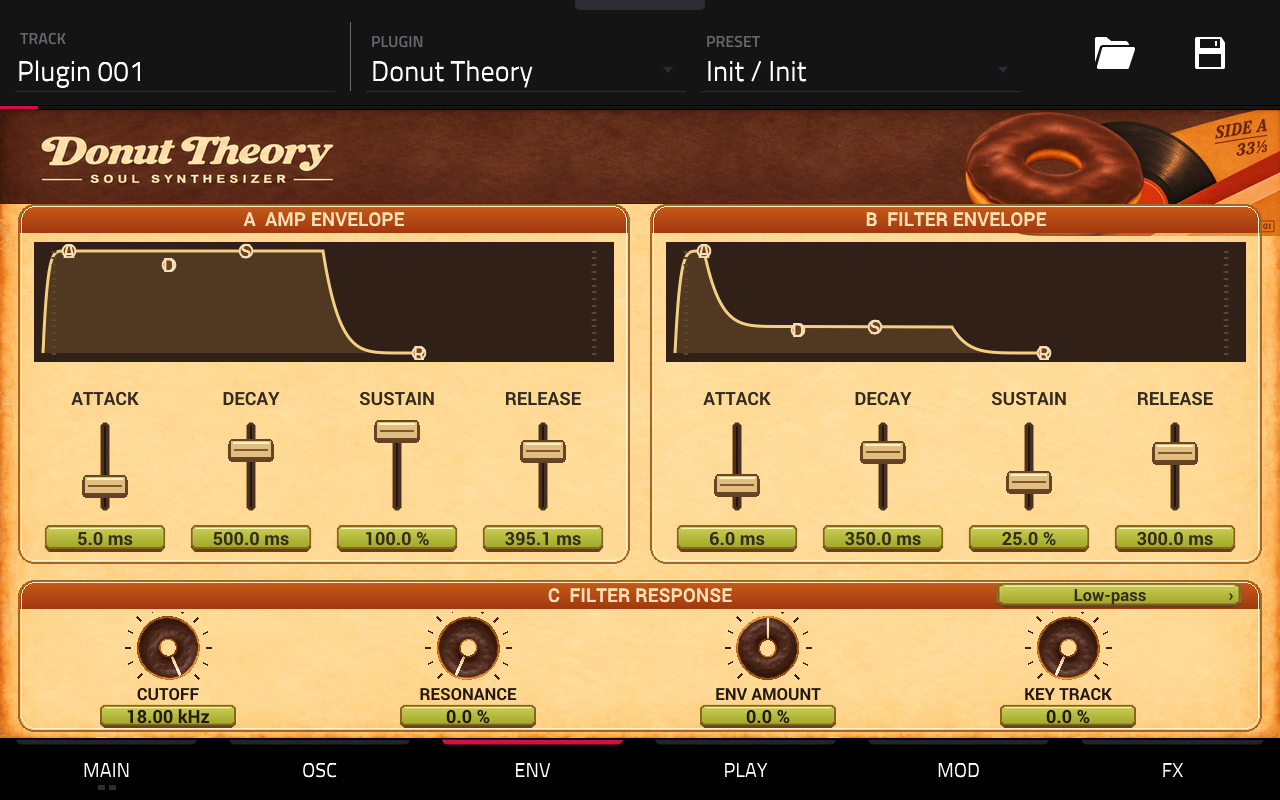 TRACK
Plugin 001
PLUGIN
Donut Theory
PRESET
Init / Init
Donut Theory
SOUL SYNTHESIZER
SIDE A
33⅓
01
A AMP ENVELOPE
A
D
S
R
ATTACK DECAY SUSTAIN RELEASE
5.0 ms 500.0 ms 100.0 % 395.1 ms
B FILTER ENVELOPE
A
D
S
R
ATTACK DECAY SUSTAIN RELEASE
6.0 ms 350.0 ms 25.0 % 300.0 ms
C FILTER RESPONSE
Low-pass ›
CUTOFF RESONANCE ENV AMOUNT KEY TRACK
18.00 kHz 0.0 % 0.0 % 0.0 %
MAIN OSC ENV PLAY MOD FX